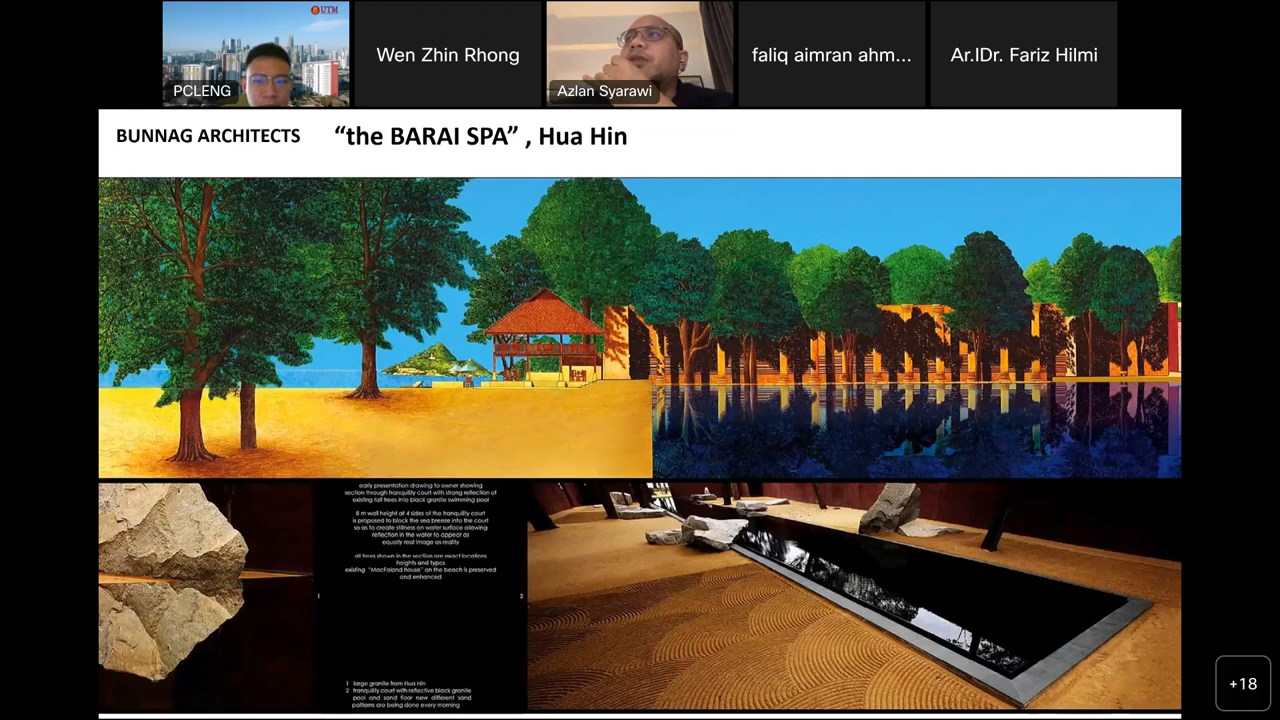 UTM
PCLENG
Wen Zhin Rhong
Azlan Syarawi
faliq aimran ahm...
Ar.IDr. Fariz Hilmi
BUNNAG ARCHITECTS “the BARAI SPA” , Hua Hin
early presentation drawing to owner showing
section through tranquility court with strong reflection of
existing tall trees into black granite swimming pool
8 m wall height at 4 sides of the tranquility court
is proposed to block the sea breeze into the court
so as to create stillness on water surface allowing
reflection in the water to appear as
equally real image as reality
all trees shown in the section are exact locations
heights and types
existing "MacFaland house" on the beach is preserved
and enhanced
1
2
1 large granite from Hua Hin
2 tranquility court with reflective black granite
pool and sand floor new different sand
patterns are being done every morning
+18